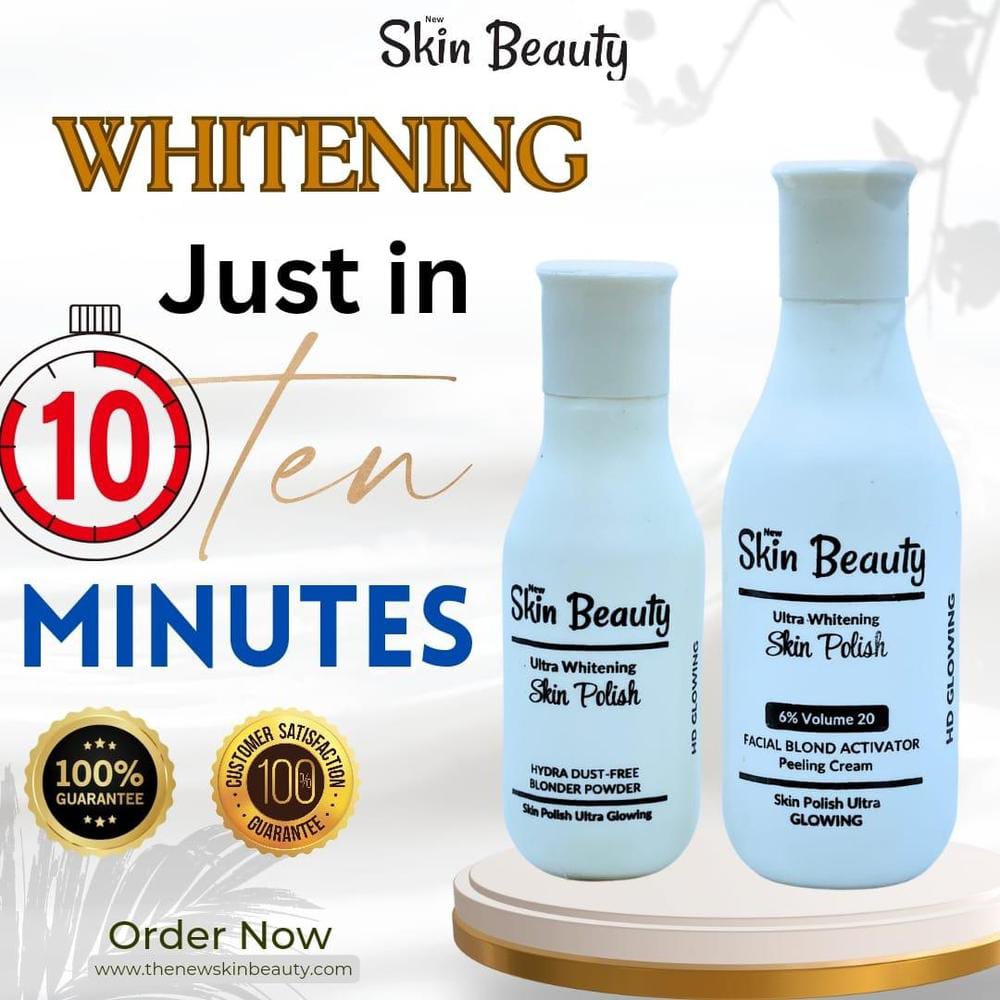 New
Skin Beauty
WHITENING
Just in
10
Ten
MINUTES
100%
GUARANTEE
CUSTOMER SATISFACTION
100%
GUARANTEE
Order Now
www.thenewskinbeauty.com
New
Skin Beauty
Ultra Whitening
Skin Polish
HYDRA DUST-FREE
BLONDER POWDER
Skin Polish Ultra Glowing
HD GLOWING
New
Skin Beauty
Ultra Whitening
Skin Polish
6% Volume 20
FACIAL BLOND ACTIVATOR
Peeling Cream
Skin Polish Ultra
GLOWING
HD GLOWING